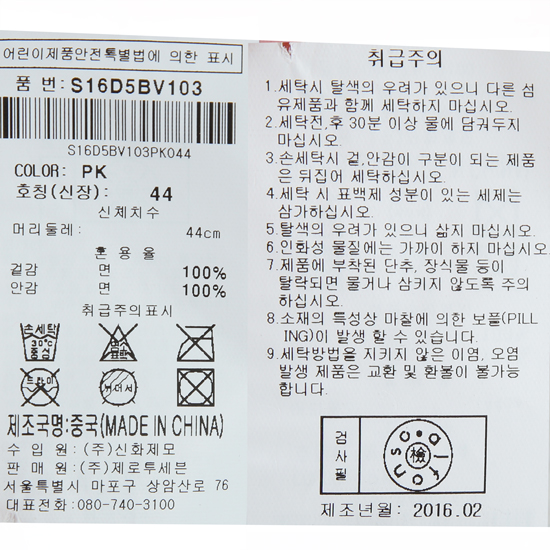 어린이제품안전특별법에 의한 표시
품 번: S16D5BV103
S16D5BV103PK044
COLOR: PK
호칭(신장): 44
신체치수
머리둘레: 44cm
혼 용 율
겉감 면 100%
안감 면 100%
취급주의표시
손세탁
30℃
중성
드라이
제조국명:중국(MADE IN CHINA)
수 입 원: (주)신화제모
판 매 원: (주)제로투세븐
서울특별시 마포구 상암산로 76
대표전화: 080-740-3100
취급주의
1.세탁시 탈색의 우려가 있으니 다른 섬
유제품과 함께 세탁하지 마십시오.
2.세탁전,후 30분 이상 물에 담궈두지
마십시오.
3.손세탁시 겉,안감이 구분이 되는 제품
은 뒤집어 세탁하십시오.
4.세탁 시 표백제 성분이 있는 세제는
삼가하십시오.
5.탈색의 우려가 있으니 삶지 마십시오.
6.인화성 물질에는 가까이 하지 마십시오.
7.제품에 부착된 단추, 장식물 등이
탈락되면 물거나 삼키지 않도록 주의
하십시오.
8.소재의 특성상 마찰에 의한 보풀(PILL
ING)이 발생 할 수 있습니다.
9.세탁방법을 지키지 않은 이염, 오염
발생 제품은 교환 및 환불이 불가능
합니다.
검사필
檢
제조년월: 2016.02